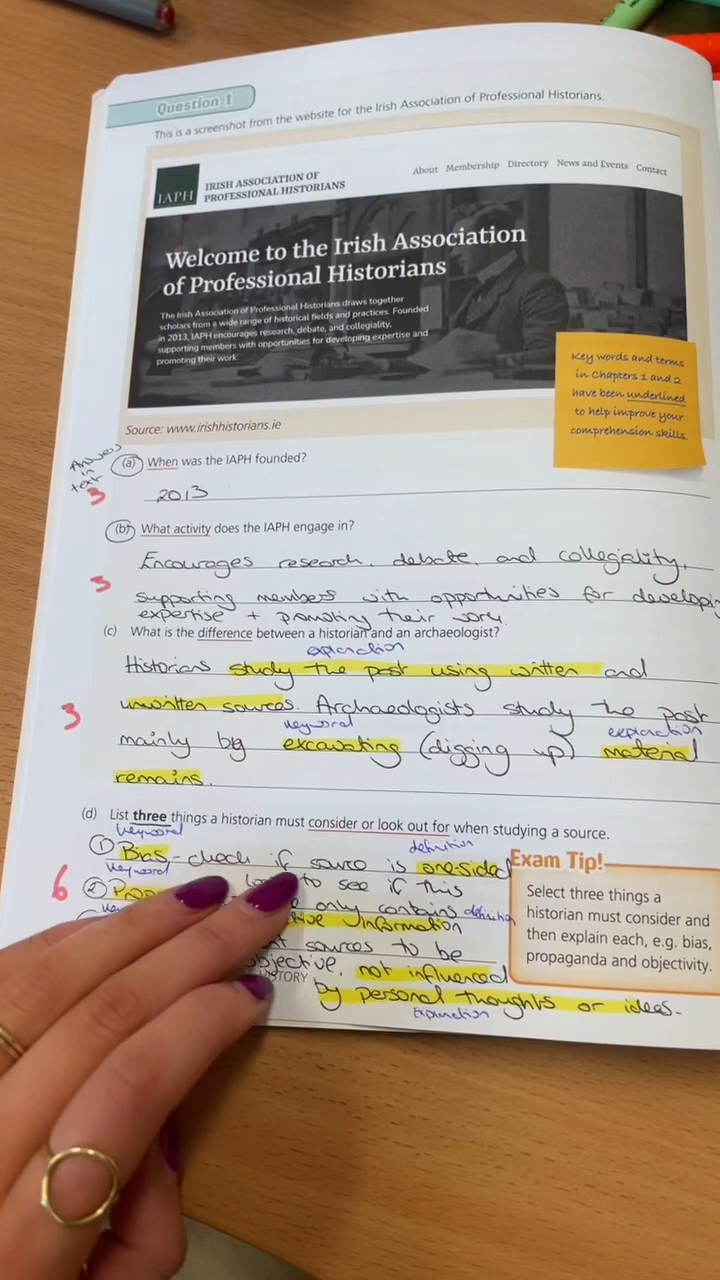 Question 1
This is a screenshot from the website for the Irish Association of Professional Historians.
IAPH
IRISH ASSOCIATION OF
PROFESSIONAL HISTORIANS
About Membership Directory News and Events Contact
Welcome to the Irish Association
of Professional Historians
The Irish Association of Professional Historians draws together
scholars from a wide range of historical fields and practices. Founded
in 2013, IAPH encourages research, debate, and collegiality,
supporting members with opportunities for developing expertise and
promoting their work.
Key words and terms
in Chapters 1 and 2
have been underlined
to help improve your
comprehension skills.
Source: www.irishhistorians.ie
Answers
in
text
(a) When was the IAPH founded?
3
2013
(b) What activity does the IAPH engage in?
Encourages research, debate, and collegiality,
3
supporting members with opportunities for developing
expertise + promoting their work.
(c) What is the difference between a historian and an archaeologist?
explanation
Historians study the past using written and
3
unwritten sources. Archaeologists study the past
keyword explanation
mainly by excavating (digging up) material
remains.
(d) List three things a historian must consider or look out for when studying a source.
keyword definition
① Bias - check if source is one-sided
keyword
6
② to see if this
only contains definition
information
sources to be
objective, not influenced
HISTORY
by personal thoughts or ideas.
Explanation
Exam Tip!
Select three things a
historian must consider and
then explain each, e.g. bias,
propaganda and objectivity.